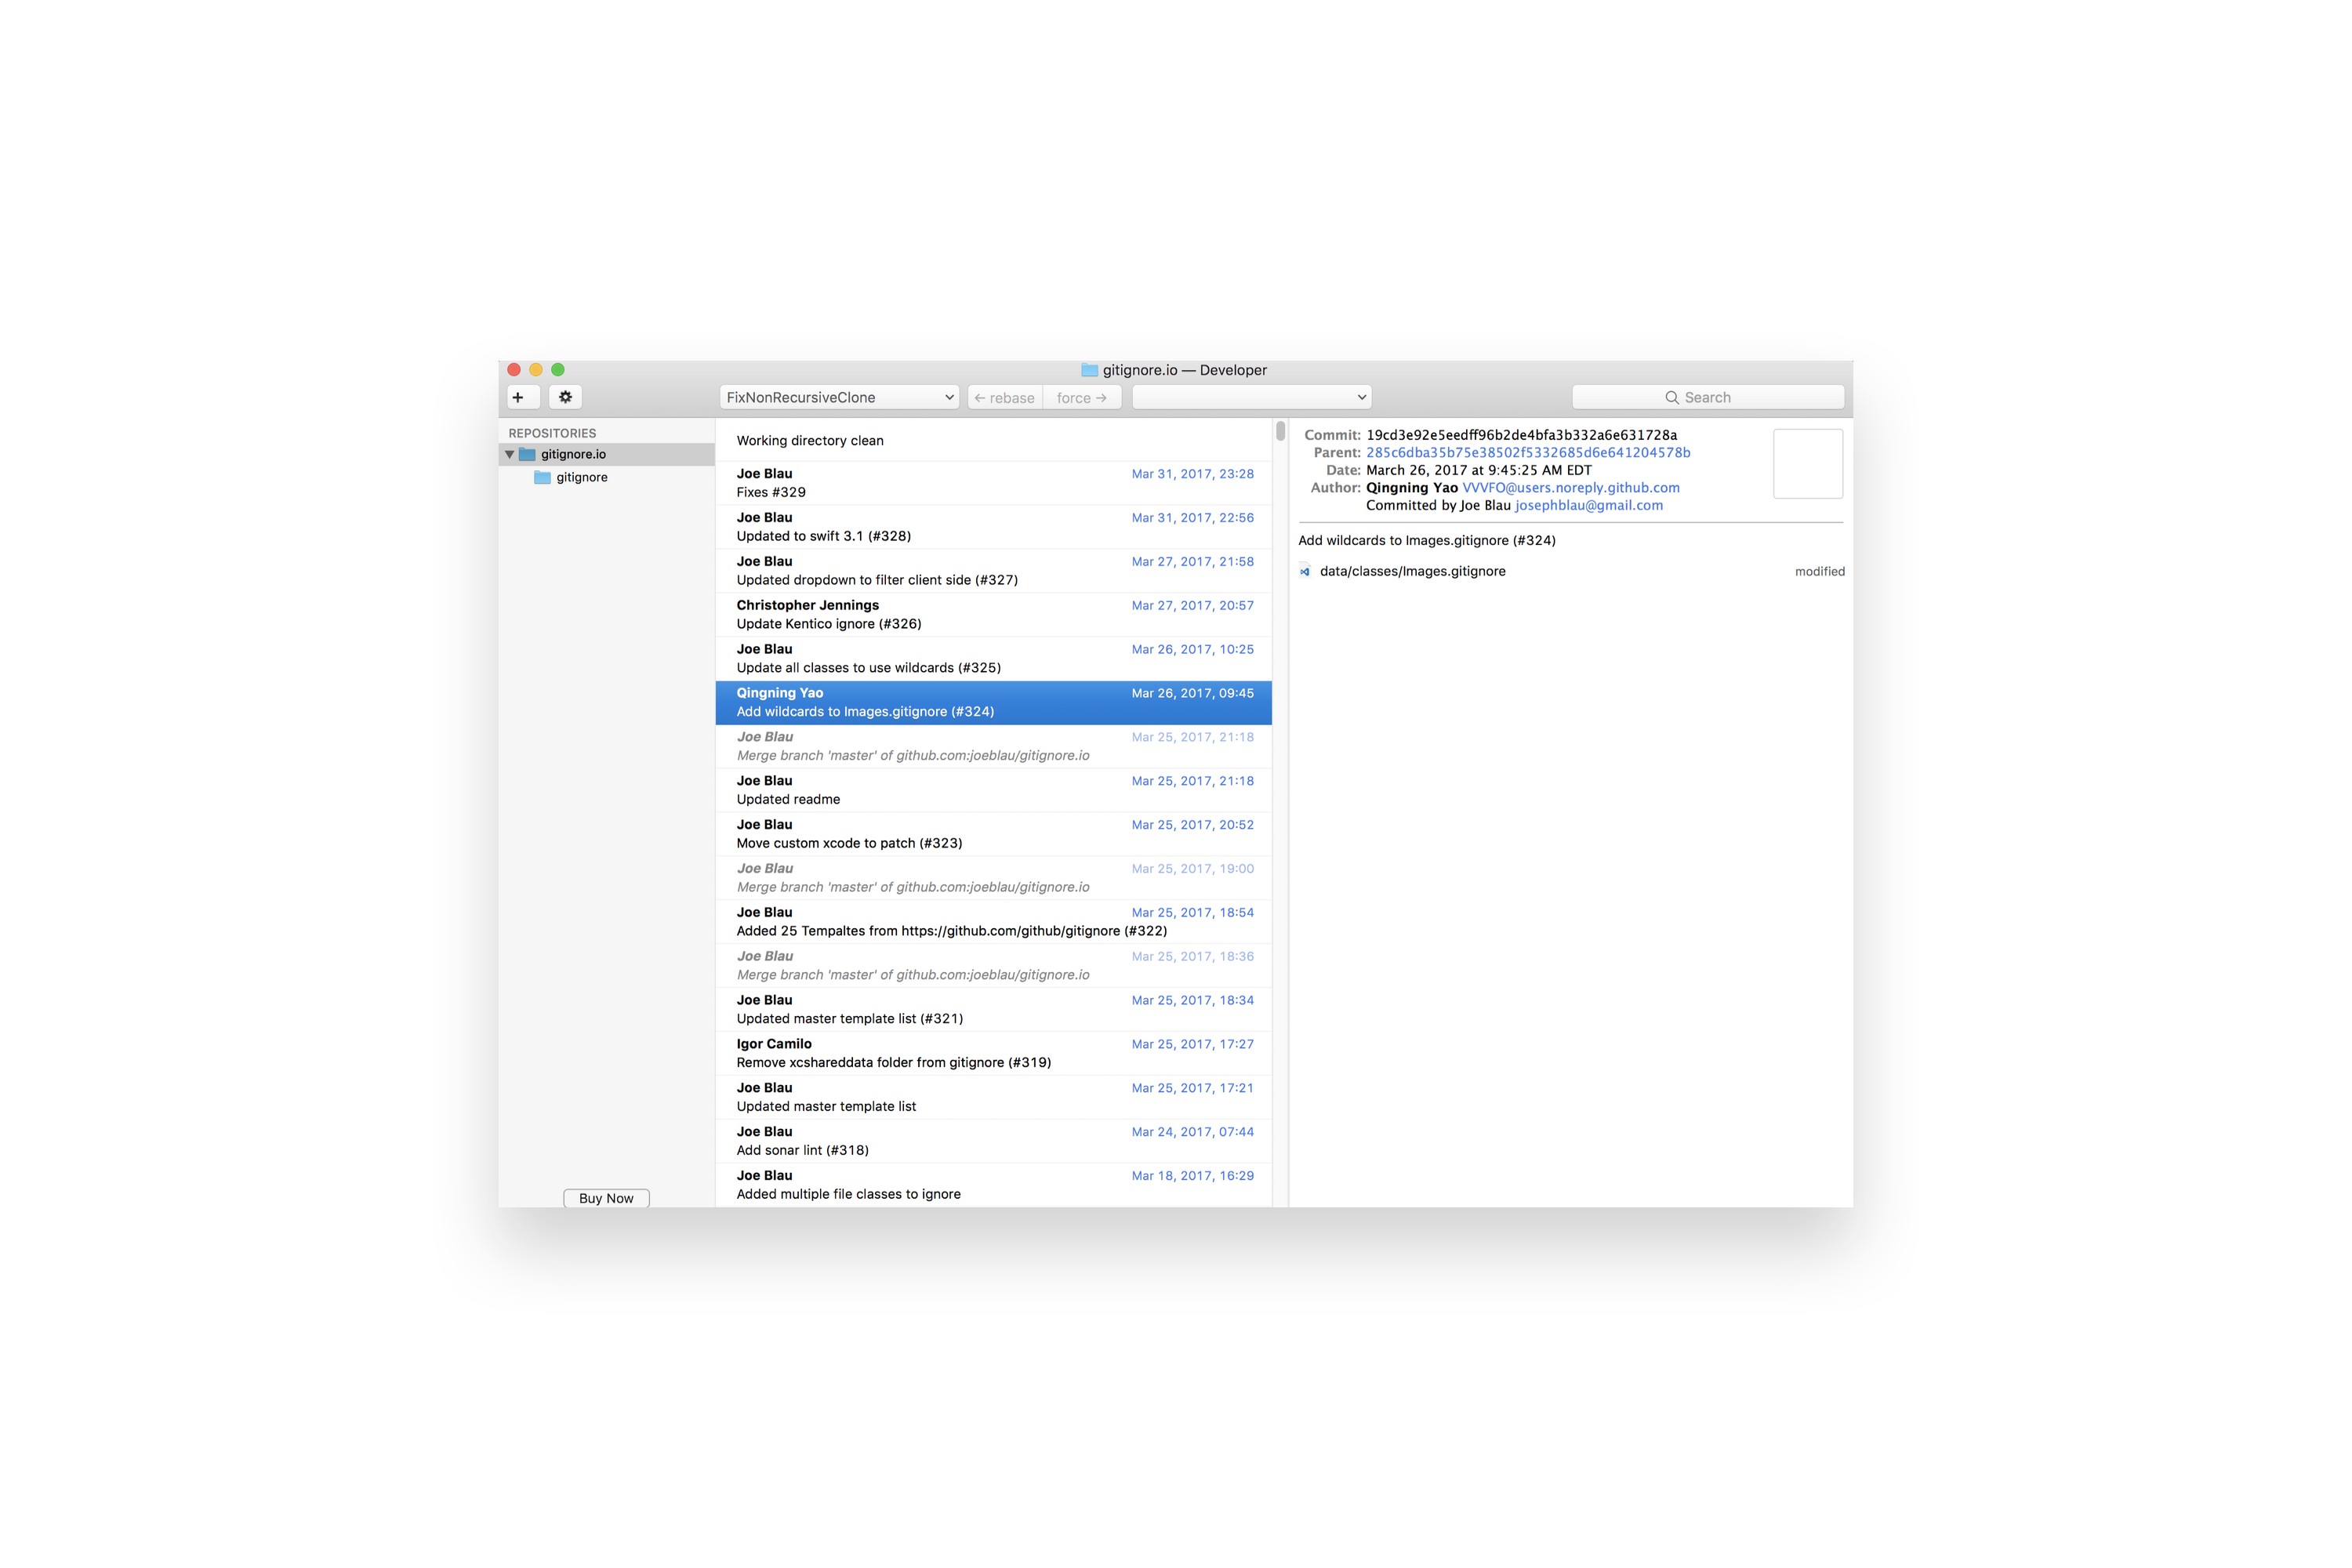 gitignore.io — Developer
FixNonRecursiveClone
← rebase
force →
Search
REPOSITORIES
gitignore.io
gitignore
Buy Now
Working directory clean
Joe Blau Mar 31, 2017, 23:28
Fixes #329
Joe Blau Mar 31, 2017, 22:56
Updated to swift 3.1 (#328)
Joe Blau Mar 27, 2017, 21:58
Updated dropdown to filter client side (#327)
Christopher Jennings Mar 27, 2017, 20:57
Update Kentico ignore (#326)
Joe Blau Mar 26, 2017, 10:25
Update all classes to use wildcards (#325)
Qingning Yao Mar 26, 2017, 09:45
Add wildcards to Images.gitignore (#324)
Joe Blau Mar 25, 2017, 21:18
Merge branch 'master' of github.com:joeblau/gitignore.io
Joe Blau Mar 25, 2017, 21:18
Updated readme
Joe Blau Mar 25, 2017, 20:52
Move custom xcode to patch (#323)
Joe Blau Mar 25, 2017, 19:00
Merge branch 'master' of github.com:joeblau/gitignore.io
Joe Blau Mar 25, 2017, 18:54
Added 25 Tempaltes from https://github.com/github/gitignore (#322)
Joe Blau Mar 25, 2017, 18:36
Merge branch 'master' of github.com:joeblau/gitignore.io
Joe Blau Mar 25, 2017, 18:34
Updated master template list (#321)
Igor Camilo Mar 25, 2017, 17:27
Remove xcshareddata folder from gitignore (#319)
Joe Blau Mar 25, 2017, 17:21
Updated master template list
Joe Blau Mar 24, 2017, 07:44
Add sonar lint (#318)
Joe Blau Mar 18, 2017, 16:29
Added multiple file classes to ignore
Commit: 19cd3e92e5eedff96b2de4bfa3b332a6e631728a
Parent: 285c6dba35b75e38502f5332685d6e641204578b
Date: March 26, 2017 at 9:45:25 AM EDT
Author: Qingning Yao VVVFO@users.noreply.github.com
Committed by Joe Blau josephblau@gmail.com
Add wildcards to Images.gitignore (#324)
data/classes/Images.gitignore modified